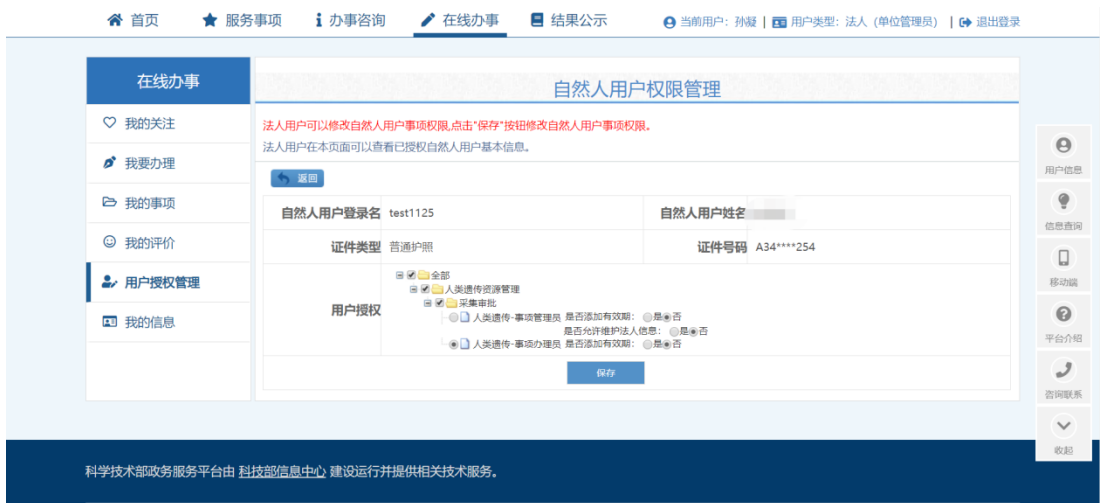 首页 服务事项 办事咨询 在线办事 结果公示 当前用户：孙凝 | 用户类型：法人（单位管理员） | 退出登录
在线办事
我的关注
我要办理
我的事项
我的评价
用户授权管理
我的信息
自然人用户权限管理
法人用户可以修改自然人用户事项权限,点击"保存"按钮修改自然人用户事项权限。
法人用户在本页面可以查看已授权自然人用户基本信息。
返回
自然人用户登录名 test1125 自然人用户姓名
证件类型 普通护照 证件号码 A34****254
用户授权
全部
人类遗传资源管理
采集审批
人类遗传-事项管理员 是否添加有效期： 是 否
是否允许维护法人信息： 是 否
人类遗传-事项办理员 是否添加有效期： 是 否
保存
用户信息
信息查询
移动端
平台介绍
咨询联系
收起
科学技术部政务服务平台由 科技部信息中心 建设运行并提供相关技术服务。